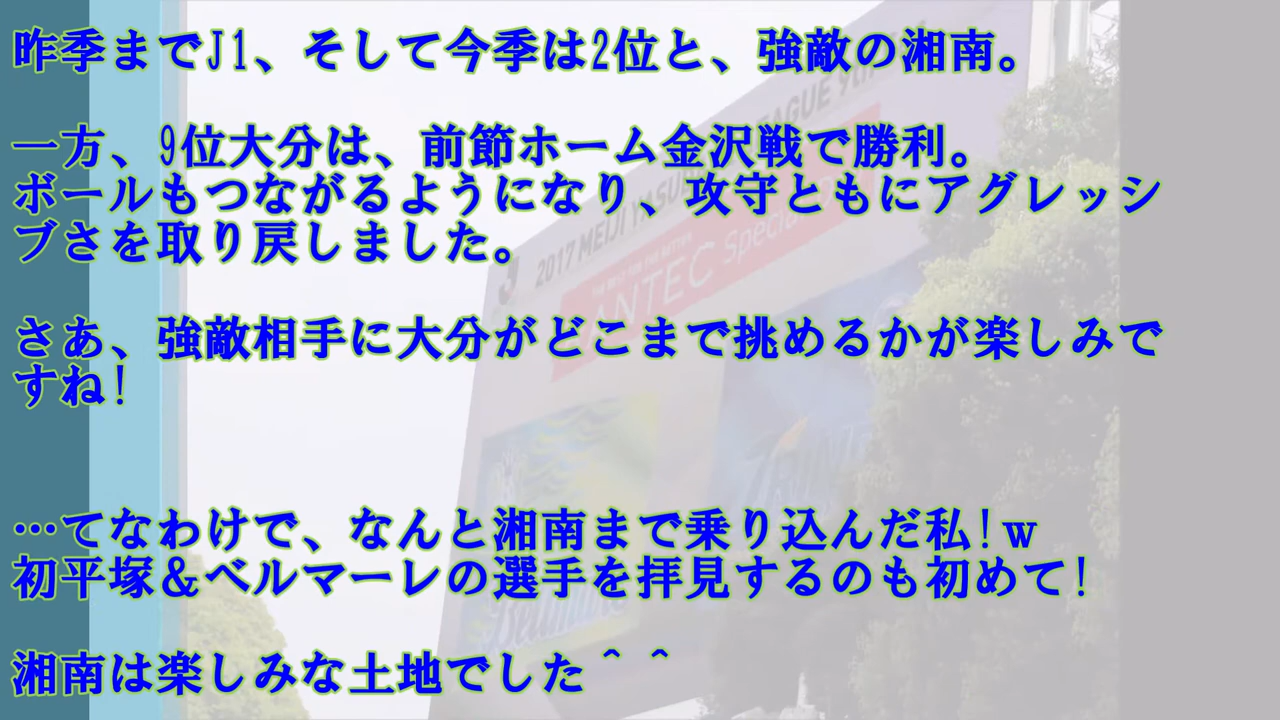 昨季までJ1、そして今季は2位と、強敵の湘南。
一方、9位大分は、前節ホーム金沢戦で勝利。
ボールもつながるようになり、攻守ともにアグレッシ
ブさを取り戻しました。
さあ、強敵相手に大分がどこまで挑めるかが楽しみで
すね!
…てなわけで、なんと湘南まで乗り込んだ私!w
初平塚＆ベルマーレの選手を拝見するのも初めて!
湘南は楽しみな土地でした＾＾
2017 MEIJI YASU
EAGUE 9th
ANTEC Specia